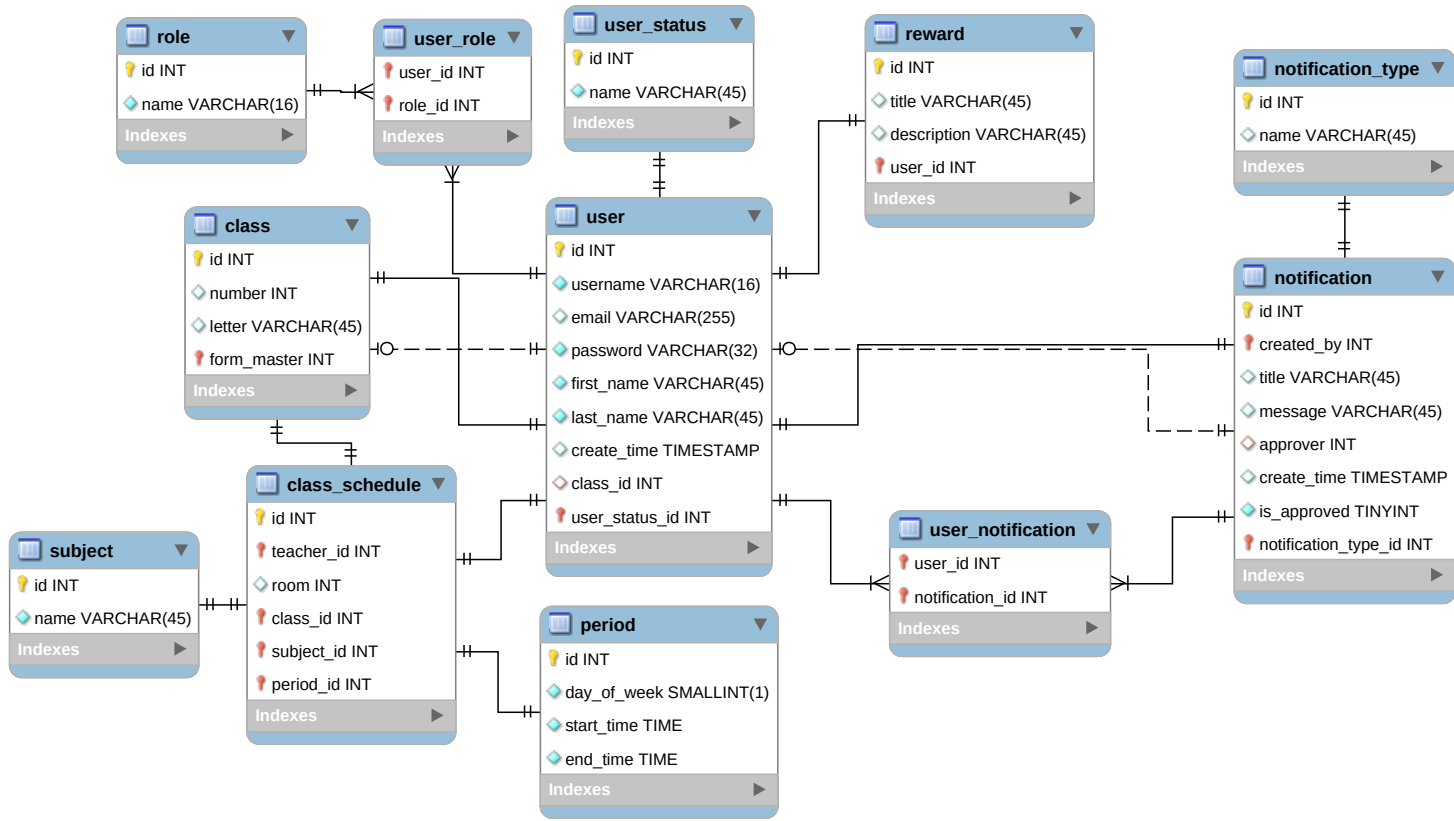 role
id INT
name VARCHAR(16)
Indexes
user_role
user_id INT
role_id INT
Indexes
user_status
id INT
name VARCHAR(45)
Indexes
reward
id INT
title VARCHAR(45)
description VARCHAR(45)
user_id INT
Indexes
notification_type
id INT
name VARCHAR(45)
Indexes
class
id INT
number INT
letter VARCHAR(45)
form_master INT
Indexes
user
id INT
username VARCHAR(16)
email VARCHAR(255)
password VARCHAR(32)
first_name VARCHAR(45)
last_name VARCHAR(45)
create_time TIMESTAMP
class_id INT
user_status_id INT
Indexes
notification
id INT
created_by INT
title VARCHAR(45)
message VARCHAR(45)
approver INT
create_time TIMESTAMP
is_approved TINYINT
notification_type_id INT
Indexes
class_schedule
id INT
teacher_id INT
room INT
class_id INT
subject_id INT
period_id INT
Indexes
subject
id INT
name VARCHAR(45)
Indexes
user_notification
user_id INT
notification_id INT
Indexes
period
id INT
day_of_week SMALLINT(1)
start_time TIME
end_time TIME
Indexes